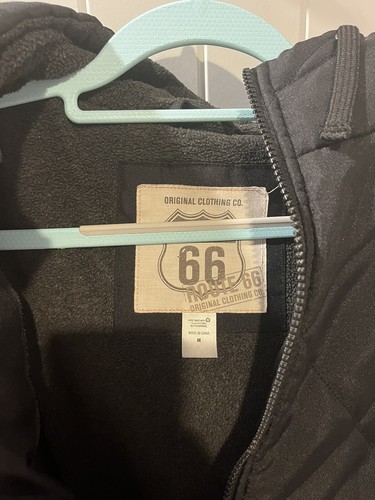 ORIGINAL CLOTHING CO.
66
ROUTE 66
ORIGINAL CLOTHING CO.
M